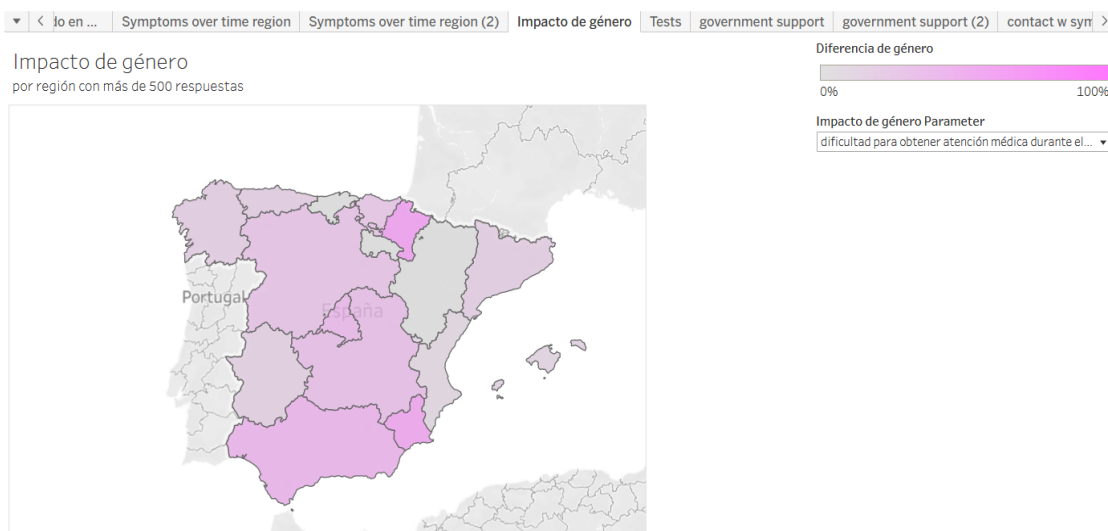 do en ...
Symptoms over time region
Symptoms over time region (2)
Impacto de género
Tests
government support
government support (2)
contact w sym
Impacto de género
por región con más de 500 respuestas
Diferencia de género
0%
100%
Impacto de género Parameter
dificultad para obtener atención médica durante el...
Portugal
España